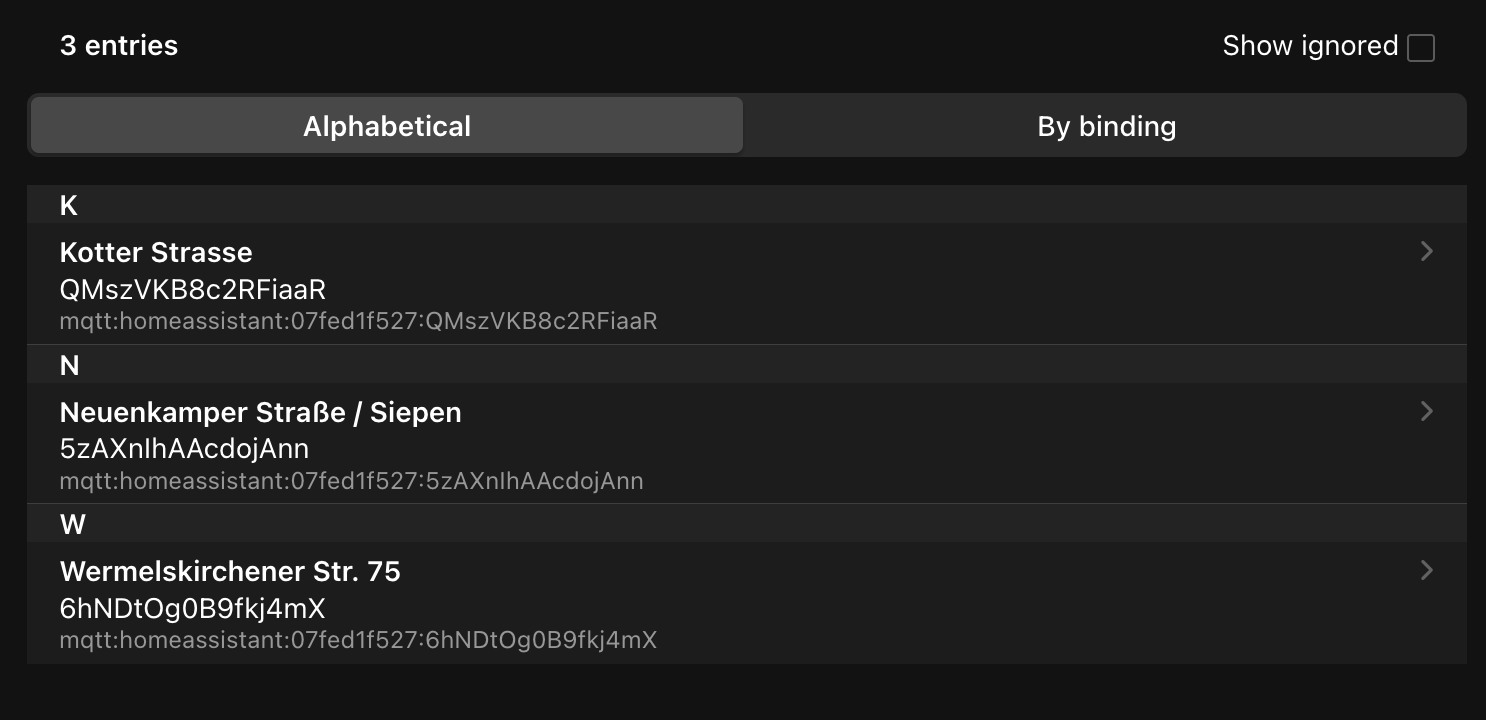 3 entries
Show ignored
Alphabetical
By binding
K
Kotter Strasse
QMszVKB8c2RFiaaR
mqtt:homeassistant:07fed1f527:QMszVKB8c2RFiaaR
N
Neuenkamper Straße / Siepen
5zAXnIhAAcdojAnn
mqtt:homeassistant:07fed1f527:5zAXnIhAAcdojAnn
W
Wermelskirchener Str. 75
6hNDtOg0B9fkj4mX
mqtt:homeassistant:07fed1f527:6hNDtOg0B9fkj4mX